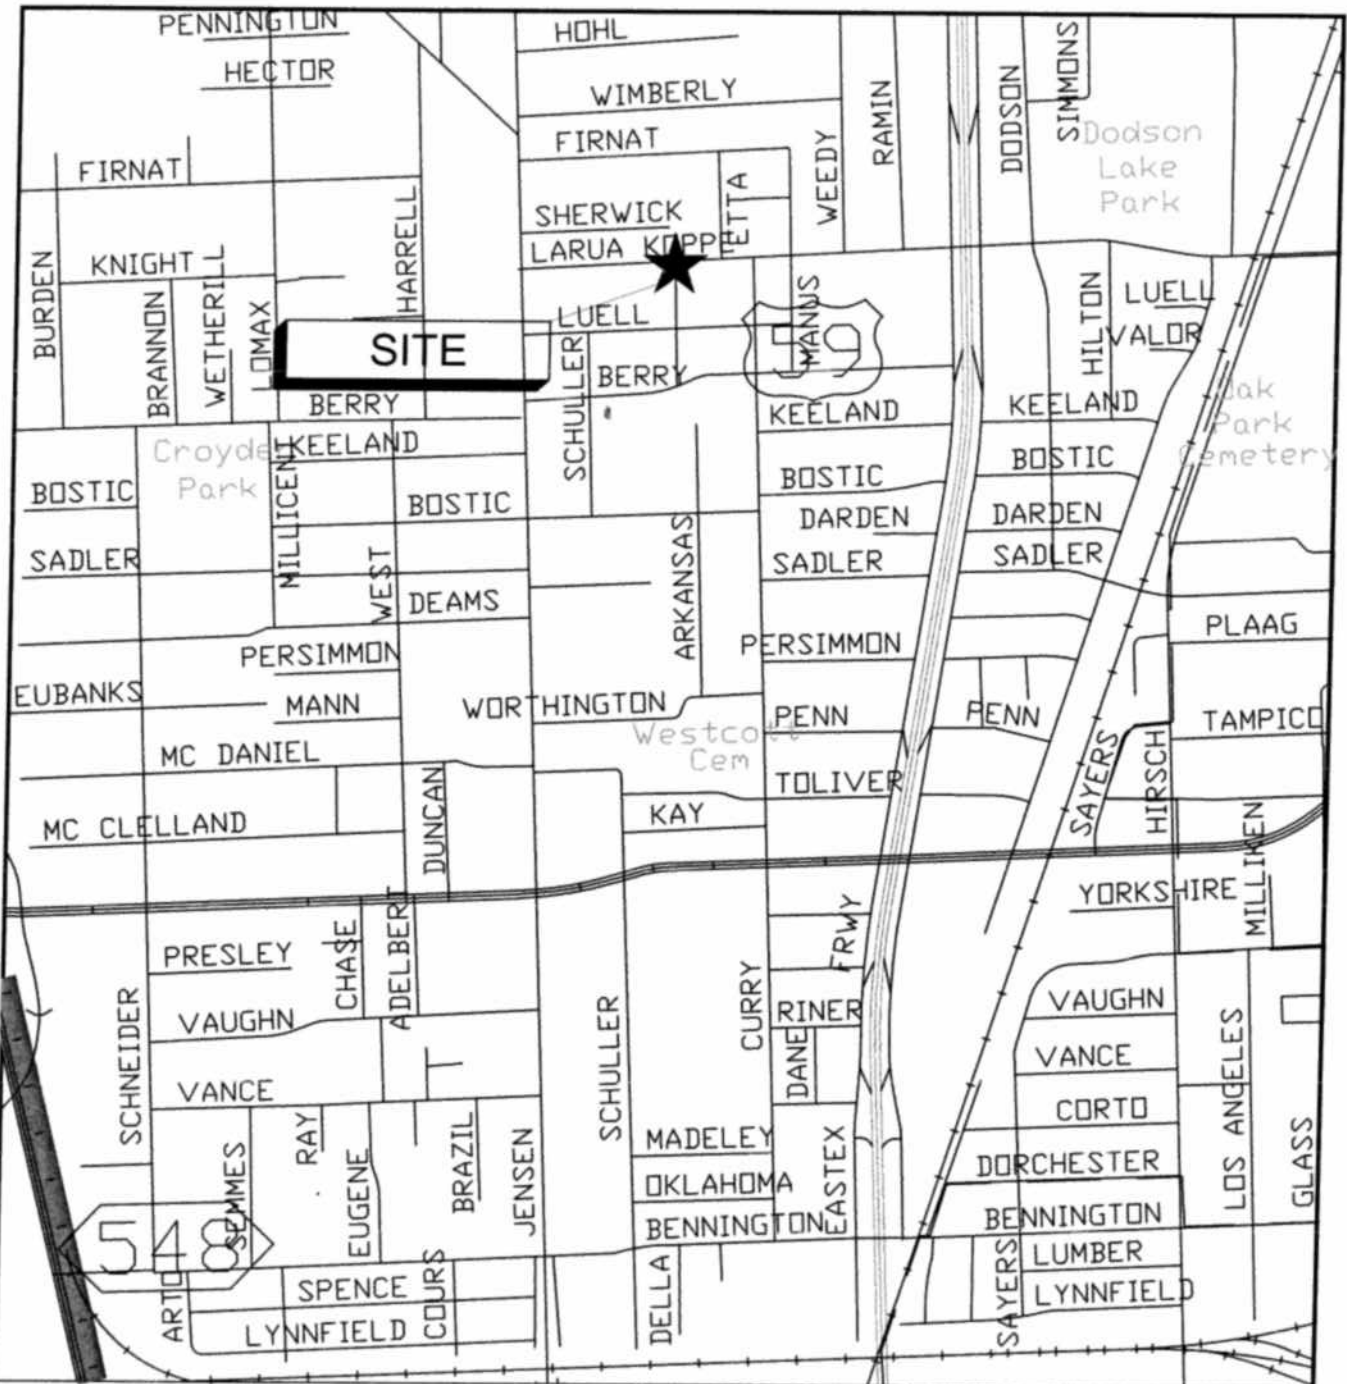 PENNINGTON
HOHL
HECTOR
WIMBERLY
SIMMONS
RAMIN
DODSON
Dodson
Lake
Park
FIRNAT
FIRNAT
WEEDY
ETTA
SHERWICK
HARRELL
LARUA KOPPE
KNIGHT
BURDEN
BRANNON
WETHERILL
LOMAX
LUELL
MANUS
59
HILTON
LUELL
VALOR
SITE
SCHULLER
BERRY
BERRY
KEELAND
KEELAND
Oak
Park
Cemetery
Croyden
Park
MILLICENT
KEELAND
BOSTIC
BOSTIC
BOSTIC
BOSTIC
DARDEN
DARDEN
SADLER
WEST
ARKANSAS
SADLER
SADLER
DEAMS
PLAAG
PERSIMMON
PERSIMMON
EUBANKS
MANN
WORTHINGTON
Westcott
Cem
PENN
PENN
TAMPICO
SAYERS
HIRSCH
MC DANIEL
DUNCAN
TOLIVER
KAY
MC CLELLAND
MILLIKEN
YORKSHIRE
PRESLEY
CHASE
ADELBERT
FRWY
CURRY
SCHNEIDER
VAUGHN
SCHULLER
RINER
DANE
VAUGHN
VANCE
VANCE
CORTO
LOS ANGELES
GLASS
RAY
SEMMES
EUGENE
BRAZIL
JENSEN
MADELEY
OKLAHOMA
BENNINGTON
EASTEX
DORCHESTER
BENNINGTON
548
ARTO
SPENCE
COURS
LYNNFIELD
DELLA
SAYERS
LUMBER
LYNNFIELD